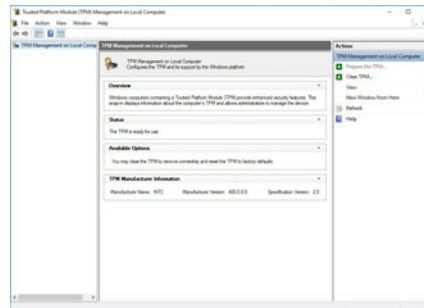 Trusted Platform Module (TPM) Management on Local Computer
File Action View Window Help
TPM Management on Local Comp
TPM Management on Local Computer
TPM Management on Local Computer
Configures the TPM and its support by the Windows platform
Overview
Windows computers containing a Trusted Platform Module (TPM) provide enhanced security features. This
snap-in displays information about the computer's TPM and allows administrators to manage the device.
Status
The TPM is ready for use.
Available Options
You may clear the TPM to remove ownership and reset the TPM to factory defaults.
TPM Manufacturer Information
Manufacturer Name: NTC Manufacturer Version: Specification Version: 2.0
Actions
TPM Management on Local Computer
Prepare the TPM...
Clear TPM...
View
New Window from Here
Refresh
Help